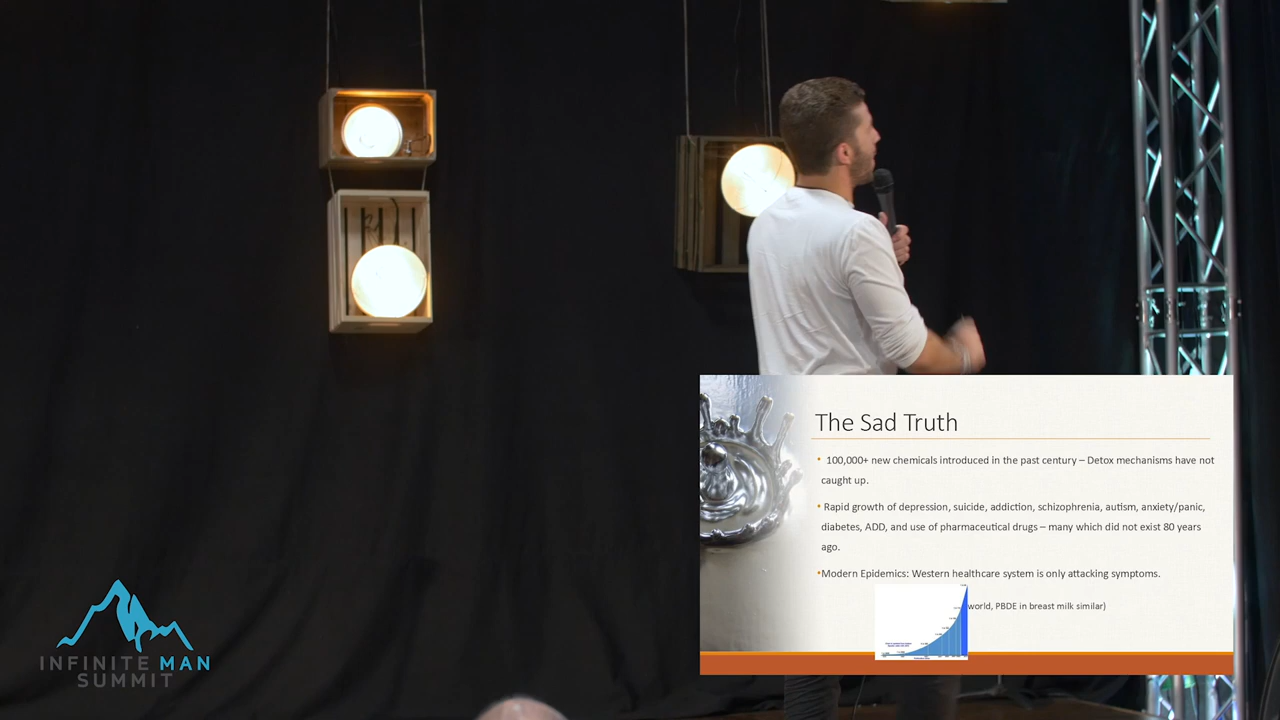 The Sad Truth
• 100,000+ new chemicals introduced in the past century – Detox mechanisms have not
caught up.
• Rapid growth of depression, suicide, addiction, schizophrenia, autism, anxiety/panic,
diabetes, ADD, and use of pharmaceutical drugs – many which did not exist 80 years
ago.
•Modern Epidemics: Western healthcare system is only attacking symptoms.
world, PBDE in breast milk similar)
INFINITE MAN
SUMMIT